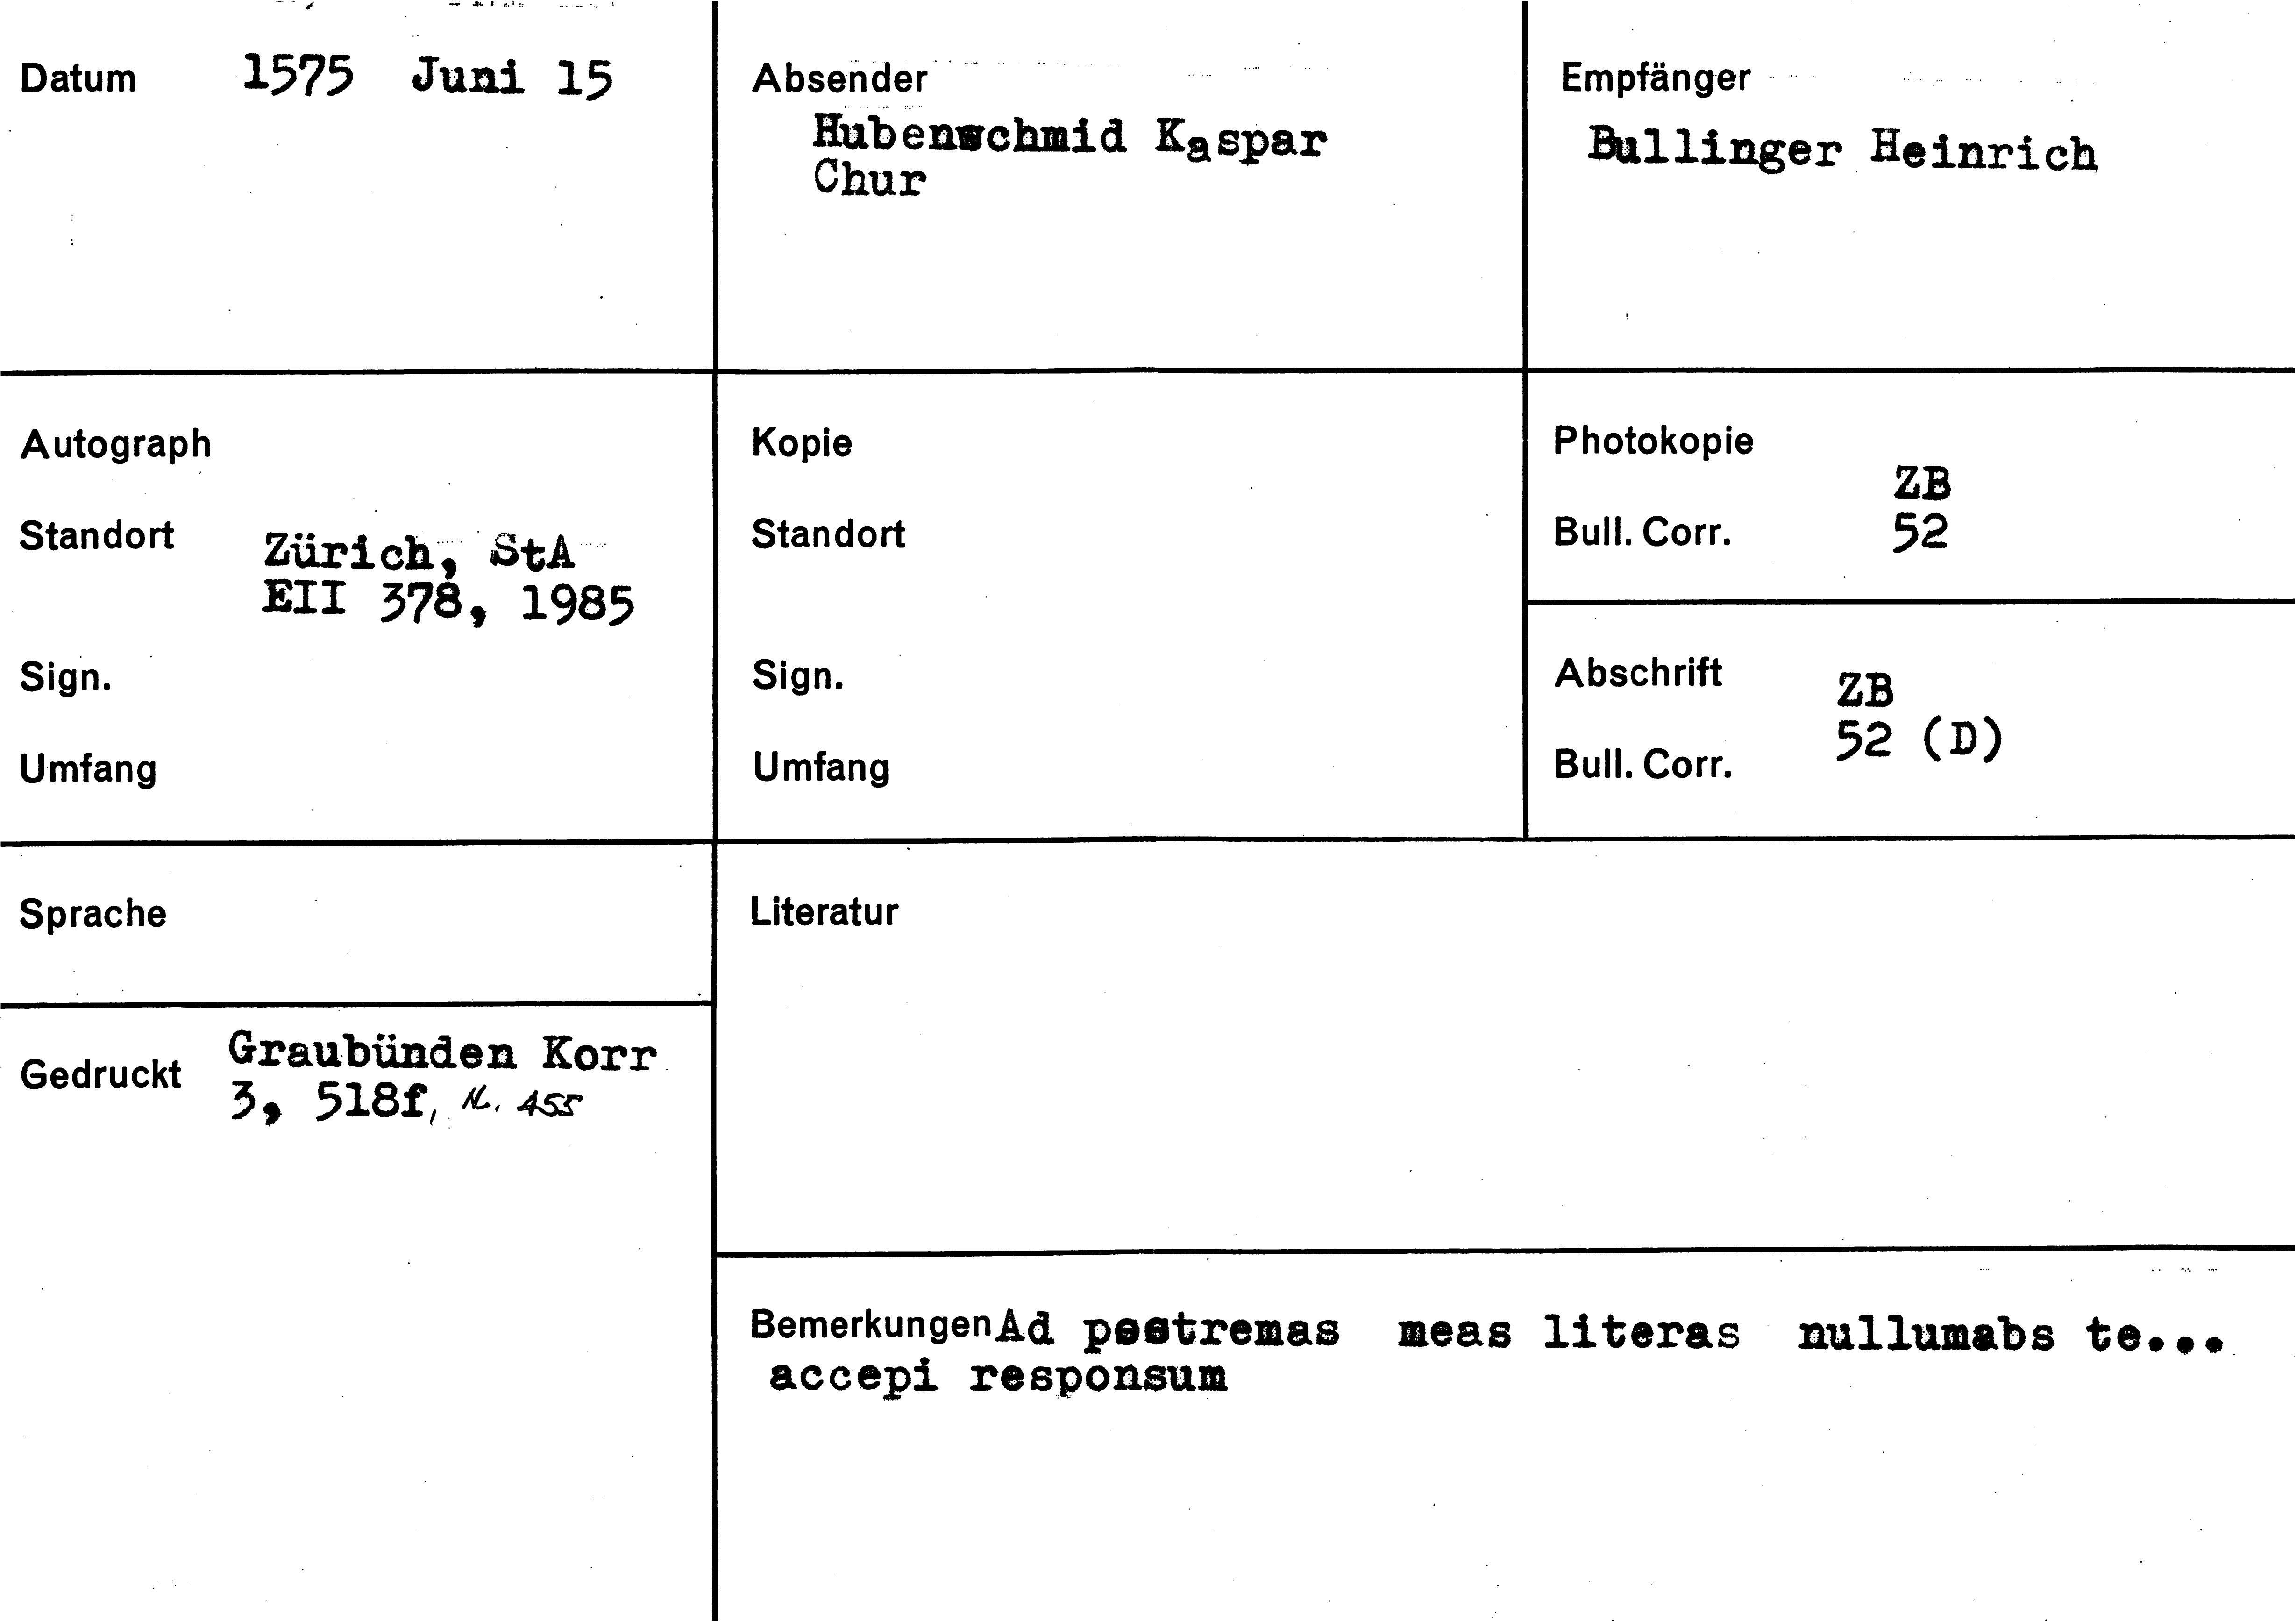 Datum 1575 Juni 15
Absender
Hubenschmid Kaspar
Chur
Empfänger
Bullinger Heinrich
Autograph
Standort Zürich, StA
EII 378, 1985
Sign.
Umfang
Kopie
Standort
Sign.
Umfang
Photokopie ZB
Bull. Corr. 52
Abschrift ZB
52 (D)
Bull. Corr.
Sprache
Literatur
Gedruckt Graubünden Korr
3, 518f, N. 455
Bemerkungen Ad postremas meas literas nullumabs te...
accepi responsum